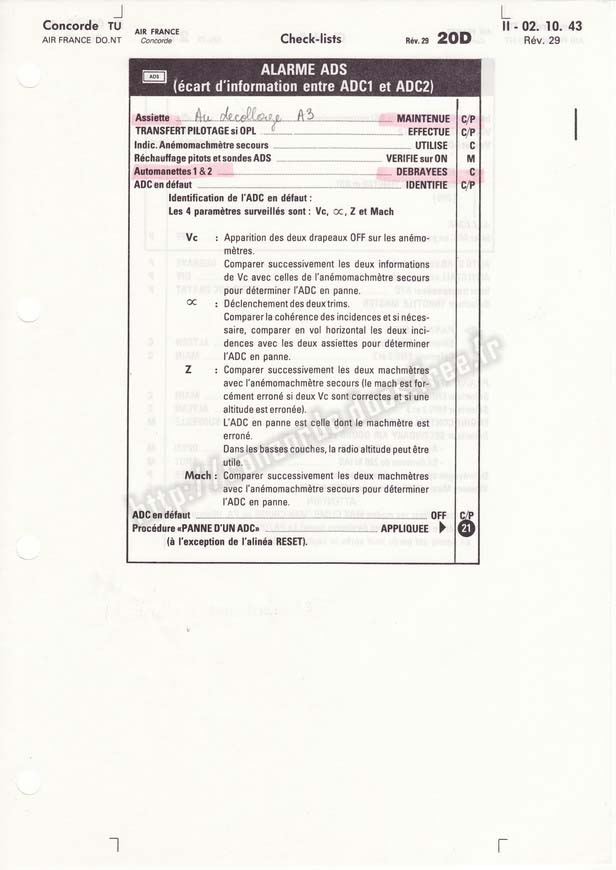 Concorde TU
AIR FRANCE DO.NT
AIR FRANCE
Concorde
Check-lists
Rév. 29 20D
II - 02. 10. 43
Rév. 29
ADS
ALARME ADS
(écart d'information entre ADC1 et ADC2)
Assiette Au decollage A3 MAINTENUE C/P
TRANSFERT PILOTAGE si OPL EFFECTUE C/P
Indic. Anémomachmètre secours UTILISE C
Réchauffage pitots et sondes ADS VERIFIE sur ON M
Automanettes 1 & 2 DEBRAYEES C
ADC en défaut IDENTIFIE C/P
Identification de l'ADC en défaut :
Les 4 paramètres surveillés sont : Vc, ∝, Z et Mach
Vc : Apparition des deux drapeaux OFF sur les anémo-
mètres.
Comparer successivement les deux informations
de Vc avec celles de l'anémomachmètre secours
pour déterminer l'ADC en panne.
∝ : Déclenchement des deux trims.
Comparer la cohérence des incidences et si néces-
saire, comparer en vol horizontal les deux inci-
dences avec les deux assiettes pour déterminer
l'ADC en panne.
Z : Comparer successivement les deux machmètres
avec l'anémomachmètre secours (le mach est for-
cément erroné si deux Vc sont correctes et si une
altitude est erronée).
L'ADC en panne est celle dont le machmètre est
erroné.
Dans les basses couches, la radio altitude peut être
utile.
Mach : Comparer successivement les deux machmètres
avec l'anémomachmètre secours pour déterminer
l'ADC en panne.
ADC en défaut OFF C/P
Procédure «PANNE D'UN ADC» APPLIQUEE 21
(à l'exception de l'alinéa RESET).